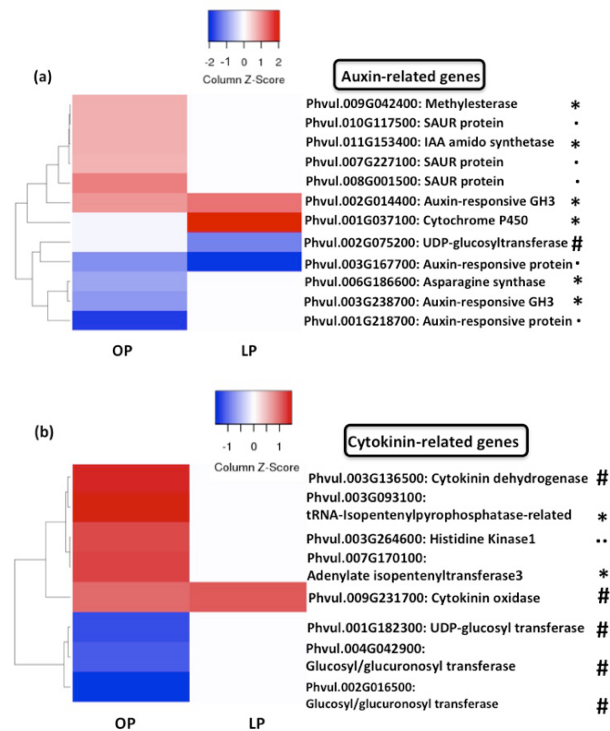 -2 -1 0 1 2
Column Z-Score
(a)
Auxin-related genes
Phvul.009G042400: Methylesterase *
Phvul.010G117500: SAUR protein •
Phvul.011G153400: IAA amido synthetase *
Phvul.007G227100: SAUR protein •
Phvul.008G001500: SAUR protein •
Phvul.002G014400: Auxin-responsive GH3 *
Phvul.001G037100: Cytochrome P450 *
Phvul.002G075200: UDP-glucosyltransferase #
Phvul.003G167700: Auxin-responsive protein •
Phvul.006G186600: Asparagine synthase *
Phvul.003G238700: Auxin-responsive GH3 *
Phvul.001G218700: Auxin-responsive protein •
OP LP
-1 0 1
Column Z-Score
(b)
Cytokinin-related genes
Phvul.003G136500: Cytokinin dehydrogenase #
Phvul.003G093100:
tRNA-Isopentenylpyrophosphatase-related *
Phvul.003G264600: Histidine Kinase1 ••
Phvul.007G170100:
Adenylate isopentenyltransferase3 *
Phvul.009G231700: Cytokinin oxidase #
Phvul.001G182300: UDP-glucosyl transferase #
Phvul.004G042900:
Glucosyl/glucuronosyl transferase #
Phvul.002G016500:
Glucosyl/glucuronosyl transferase #
OP LP